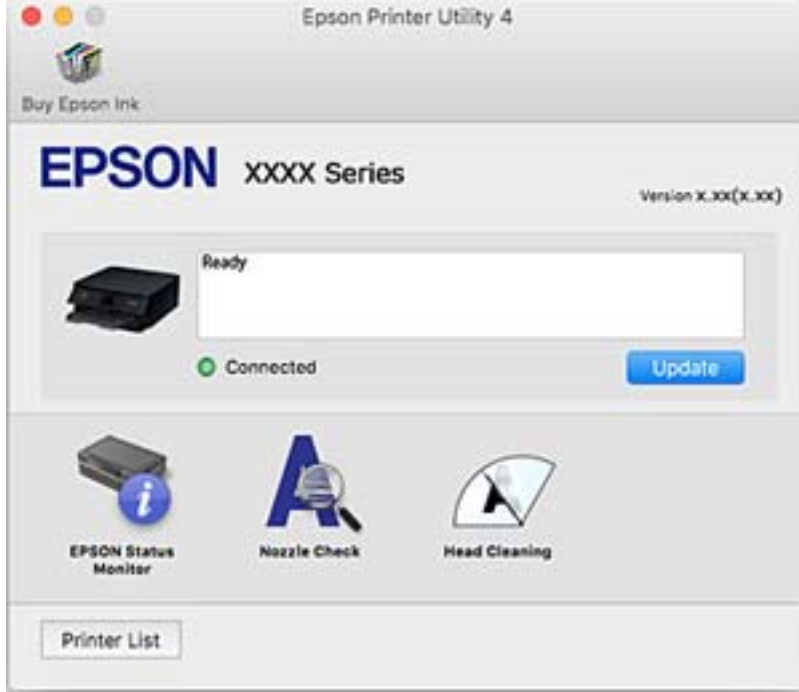 Epson Printer Utility 4
Buy Epson Ink
EPSON XXXX Series
Version X.XX(X.XX)
Ready
Connected
Update
EPSON Status
Monitor
Nozzle Check
Head Cleaning
Printer List